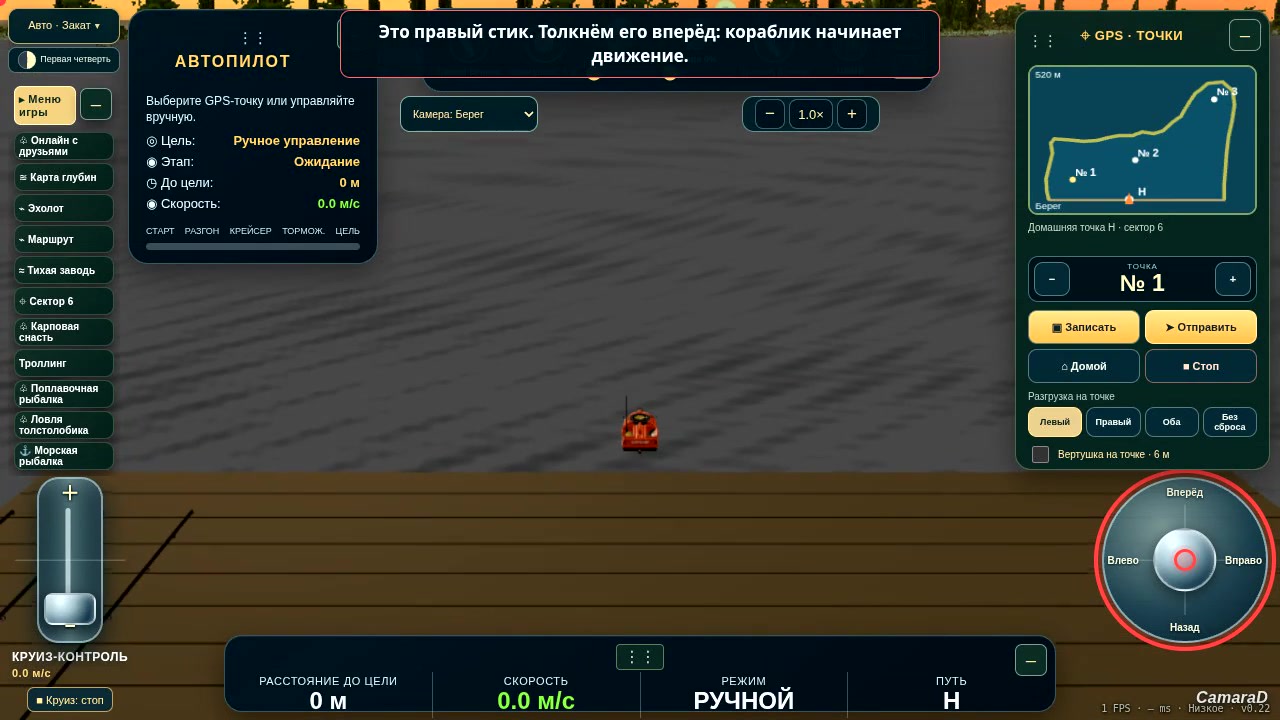 Авто · Закат ▾
Первая четверть
▸ Меню игры
–
♧ Онлайн с друзьями
≋ Карта глубин
⌁ Эхолот
⌁ Маршрут
≈ Тихая заводь
⌖ Сектор 6
♧ Карповая снасть
Троллинг
♧ Поплавочная рыбалка
♧ Ловля толстолобика
⚓ Морская рыбалка
АВТОПИЛОТ
Выберите GPS-точку или управляйте
вручную.
◎ Цель: Ручное управление
◉ Этап: Ожидание
◷ До цели: 0 м
◉ Скорость: 0.0 м/с
СТАРТ РАЗГОН КРЕЙСЕР ТОРМОЖ. ЦЕЛЬ
Это правый стик. Толкнём его вперёд: кораблик начинает
движение.
Камера: Берег
− 1.0× +
⌖ GPS · ТОЧКИ
–
520 м
№ 3
№ 2
№ 1
Н
Берег
Домашняя точка Н · сектор 6
ТОЧКА
− № 1 +
▣ Записать
➤ Отправить
⌂ Домой
■ Стоп
Разгрузка на точке
Левый
Правый
Оба
Без сброса
Вертушка на точке · 6 м
Вперёд
Влево
Вправо
Назад
+
−
КРУИЗ-КОНТРОЛЬ
0.0 м/с
■ Круиз: стоп
–
РАССТОЯНИЕ ДО ЦЕЛИ
0 м
СКОРОСТЬ
0.0 м/с
РЕЖИМ
РУЧНОЙ
ПУТЬ
Н
CamaraD
1 FPS · — ms · Низкое · v0.22